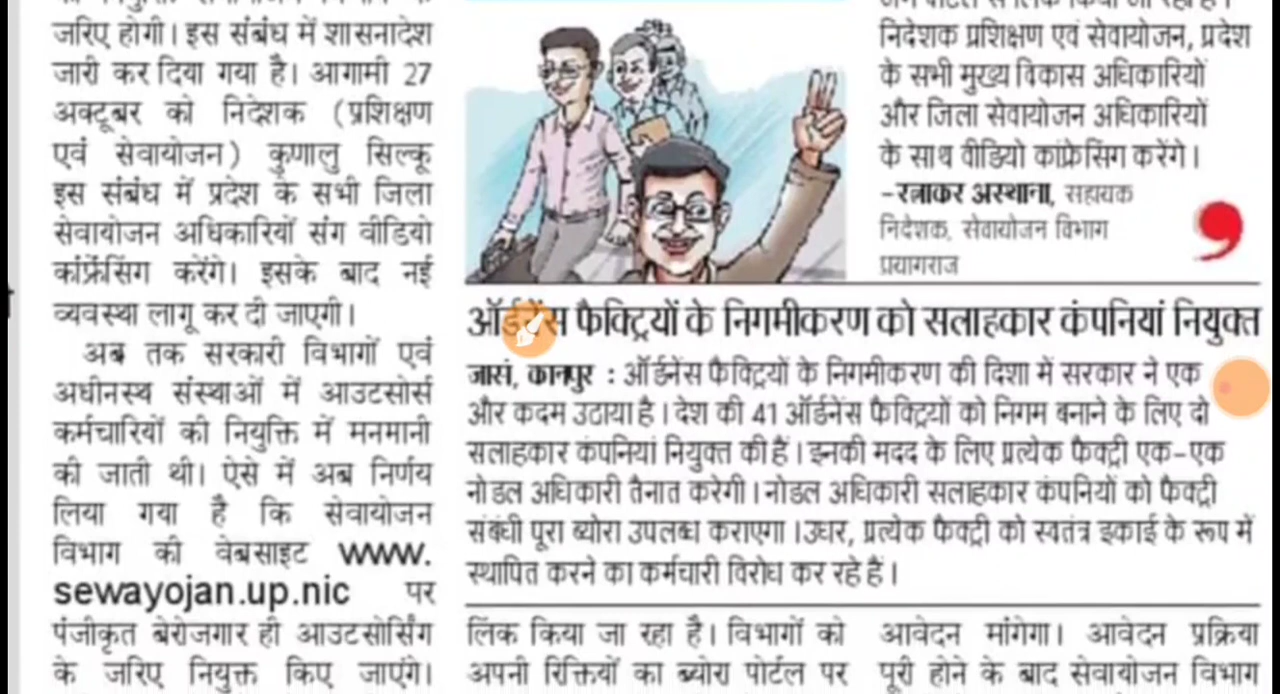 जरिए होगी। इस संबंध में शासनादेश
जारी कर दिया गया है। आगामी 27
अक्टूबर को निदेशक (प्रशिक्षण
एवं सेवायोजन) कुणालु सिल्कू
इस संबंध में प्रदेश के सभी जिला
सेवायोजन अधिकारियों संग वीडियो
कांफ्रेंसिंग करेंगे। इसके बाद नई
व्यवस्था लागू कर दी जाएगी।
अब तक सरकारी विभागों एवं
अधीनस्थ संस्थाओं में आउटसोर्स
कर्मचारियों की नियुक्ति में मनमानी
की जाती थी। ऐसे में अब निर्णय
लिया गया है कि सेवायोजन
विभाग की वेबसाइट www.
sewayojan.up.nic पर
पंजीकृत बेरोजगार ही आउटसोर्सिंग
के जरिए नियुक्त किए जाएंगे।
निदेशक प्रशिक्षण एवं सेवायोजन, प्रदेश
के सभी मुख्य विकास अधिकारियों
और जिला सेवायोजन अधिकारियों
के साथ वीडियो कांफ्रेंसिंग करेंगे।
-रत्नाकर अस्थाना, सहायक
निदेशक, सेवायोजन विभाग
प्रयागराज
ऑर्डनेंस फैक्ट्रियों के निगमीकरण को सलाहकार कंपनियां नियुक्त
जासं, कानपुर : ऑर्डनेंस फैक्ट्रियों के निगमीकरण की दिशा में सरकार ने एक
और कदम उठाया है। देश की 41 ऑर्डनेंस फैक्ट्रियों को निगम बनाने के लिए दो
सलाहकार कंपनियां नियुक्त की हैं। इनकी मदद के लिए प्रत्येक फैक्ट्री एक-एक
नोडल अधिकारी तैनात करेगी। नोडल अधिकारी सलाहकार कंपनियों को फैक्ट्री
संबंधी पूरा ब्योरा उपलब्ध कराएगा।उधर, प्रत्येक फैक्ट्री को स्वतंत्र इकाई के रूप में
स्थापित करने का कर्मचारी विरोध कर रहे हैं।
लिंक किया जा रहा है। विभागों को
अपनी रिक्तियों का ब्योरा पोर्टल पर
आवेदन मांगेगा। आवेदन प्रक्रिया
पूरी होने के बाद सेवायोजन विभाग